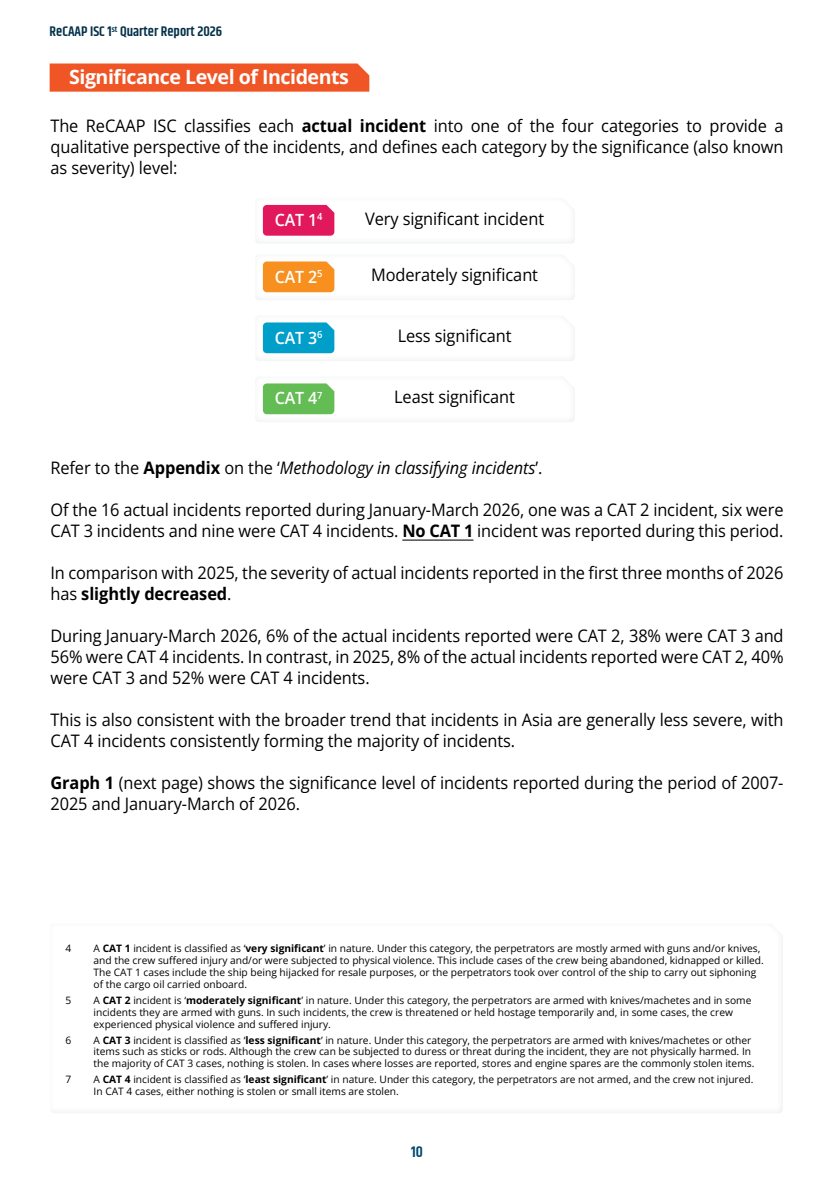 ReCAAP ISC 1st Quarter Report 2026
Significance Level of Incidents
The ReCAAP ISC classifies each actual incident into one of the four categories to provide a
qualitative perspective of the incidents, and defines each category by the significance (also known
as severity) level:
CAT 14 Very significant incident
CAT 25 Moderately significant
CAT 36 Less significant
CAT 47 Least significant
Refer to the Appendix on the ‘Methodology in classifying incidents’.
Of the 16 actual incidents reported during January-March 2026, one was a CAT 2 incident, six were
CAT 3 incidents and nine were CAT 4 incidents. No CAT 1 incident was reported during this period.
In comparison with 2025, the severity of actual incidents reported in the first three months of 2026
has slightly decreased.
During January-March 2026, 6% of the actual incidents reported were CAT 2, 38% were CAT 3 and
56% were CAT 4 incidents. In contrast, in 2025, 8% of the actual incidents reported were CAT 2, 40%
were CAT 3 and 52% were CAT 4 incidents.
This is also consistent with the broader trend that incidents in Asia are generally less severe, with
CAT 4 incidents consistently forming the majority of incidents.
Graph 1 (next page) shows the significance level of incidents reported during the period of 2007-
2025 and January-March of 2026.
4 A CAT 1 incident is classified as ‘very significant’ in nature. Under this category, the perpetrators are mostly armed with guns and/or knives,
and the crew suffered injury and/or were subjected to physical violence. This include cases of the crew being abandoned, kidnapped or killed.
The CAT 1 cases include the ship being hijacked for resale purposes, or the perpetrators took over control of the ship to carry out siphoning
of the cargo oil carried onboard.
5 A CAT 2 incident is ‘moderately significant’ in nature. Under this category, the perpetrators are armed with knives/machetes and in some
incidents they are armed with guns. In such incidents, the crew is threatened or held hostage temporarily and, in some cases, the crew
experienced physical violence and suffered injury.
6 A CAT 3 incident is classified as ‘less significant’ in nature. Under this category, the perpetrators are armed with knives/machetes or other
items such as sticks or rods. Although the crew can be subjected to duress or threat during the incident, they are not physically harmed. In
the majority of CAT 3 cases, nothing is stolen. In cases where losses are reported, stores and engine spares are the commonly stolen items.
7 A CAT 4 incident is classified as ‘least significant’ in nature. Under this category, the perpetrators are not armed, and the crew not injured.
In CAT 4 cases, either nothing is stolen or small items are stolen.
10